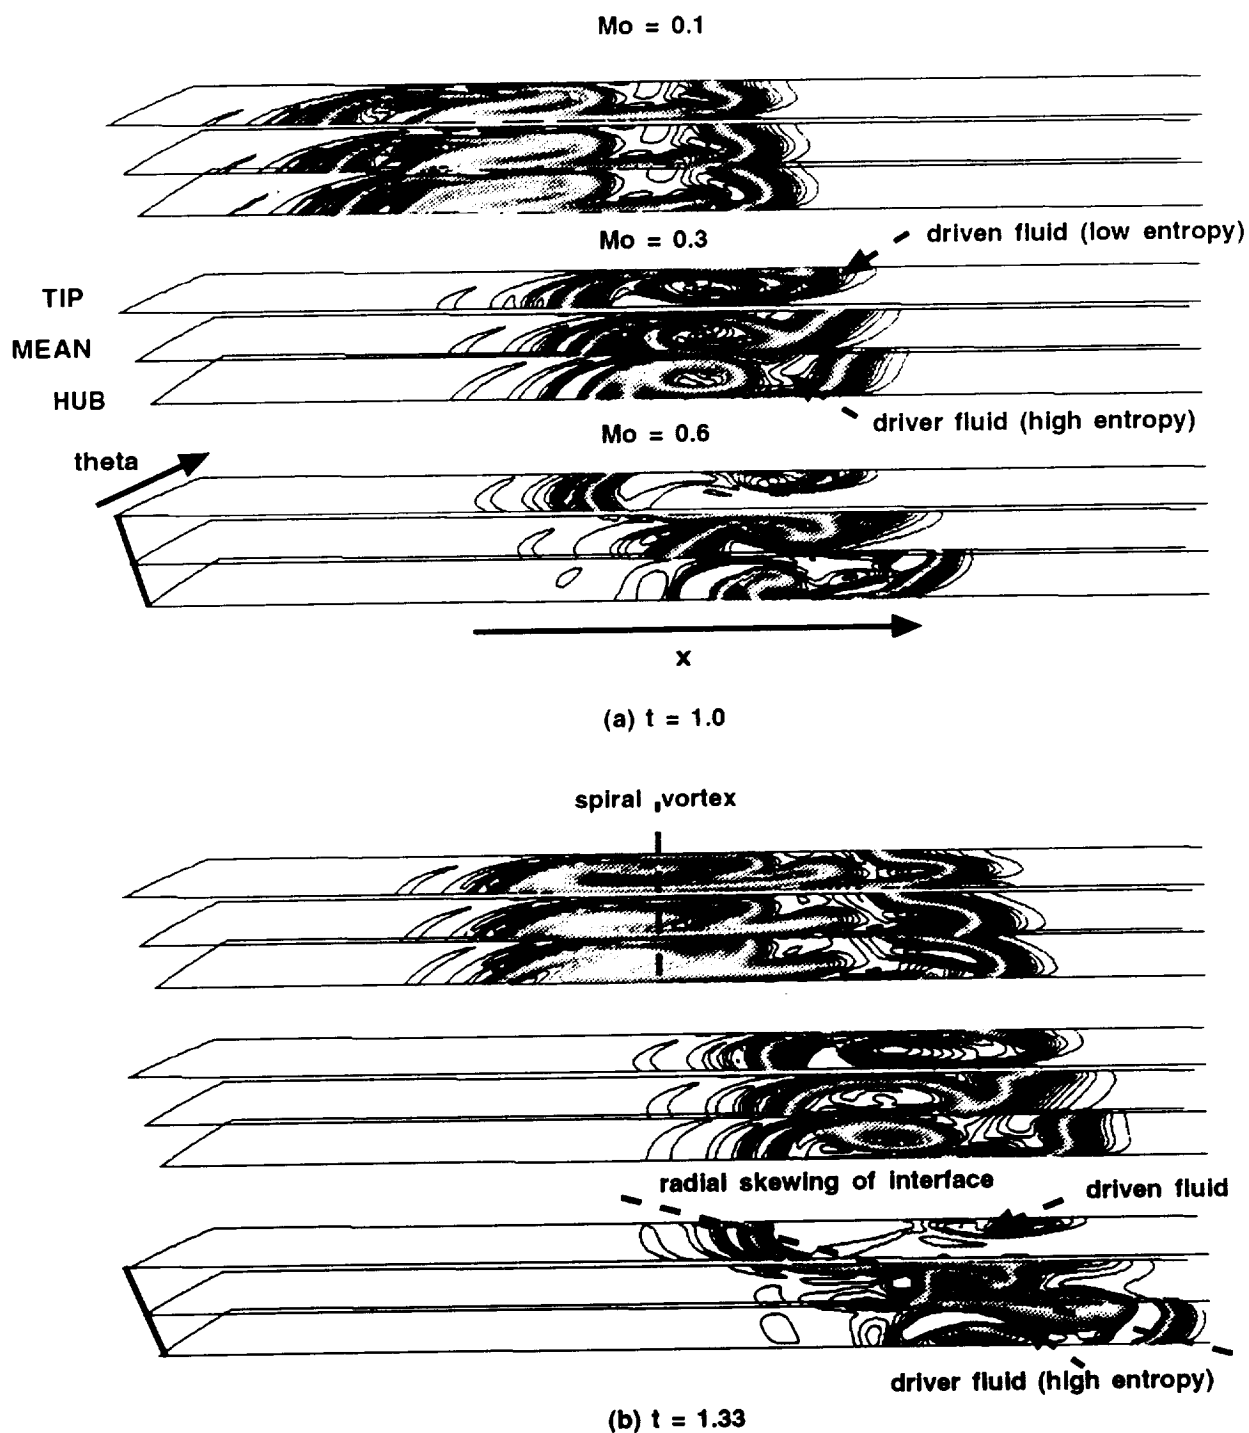 Mo = 0.1
Mo = 0.3
driven fluid (low entropy)
TIP
MEAN
HUB
driver fluid (high entropy)
Mo = 0.6
theta
x
(a) t = 1.0
spiral vortex
radial skewing of interface
driven fluid
driver fluid (high entropy)
(b) t = 1.33